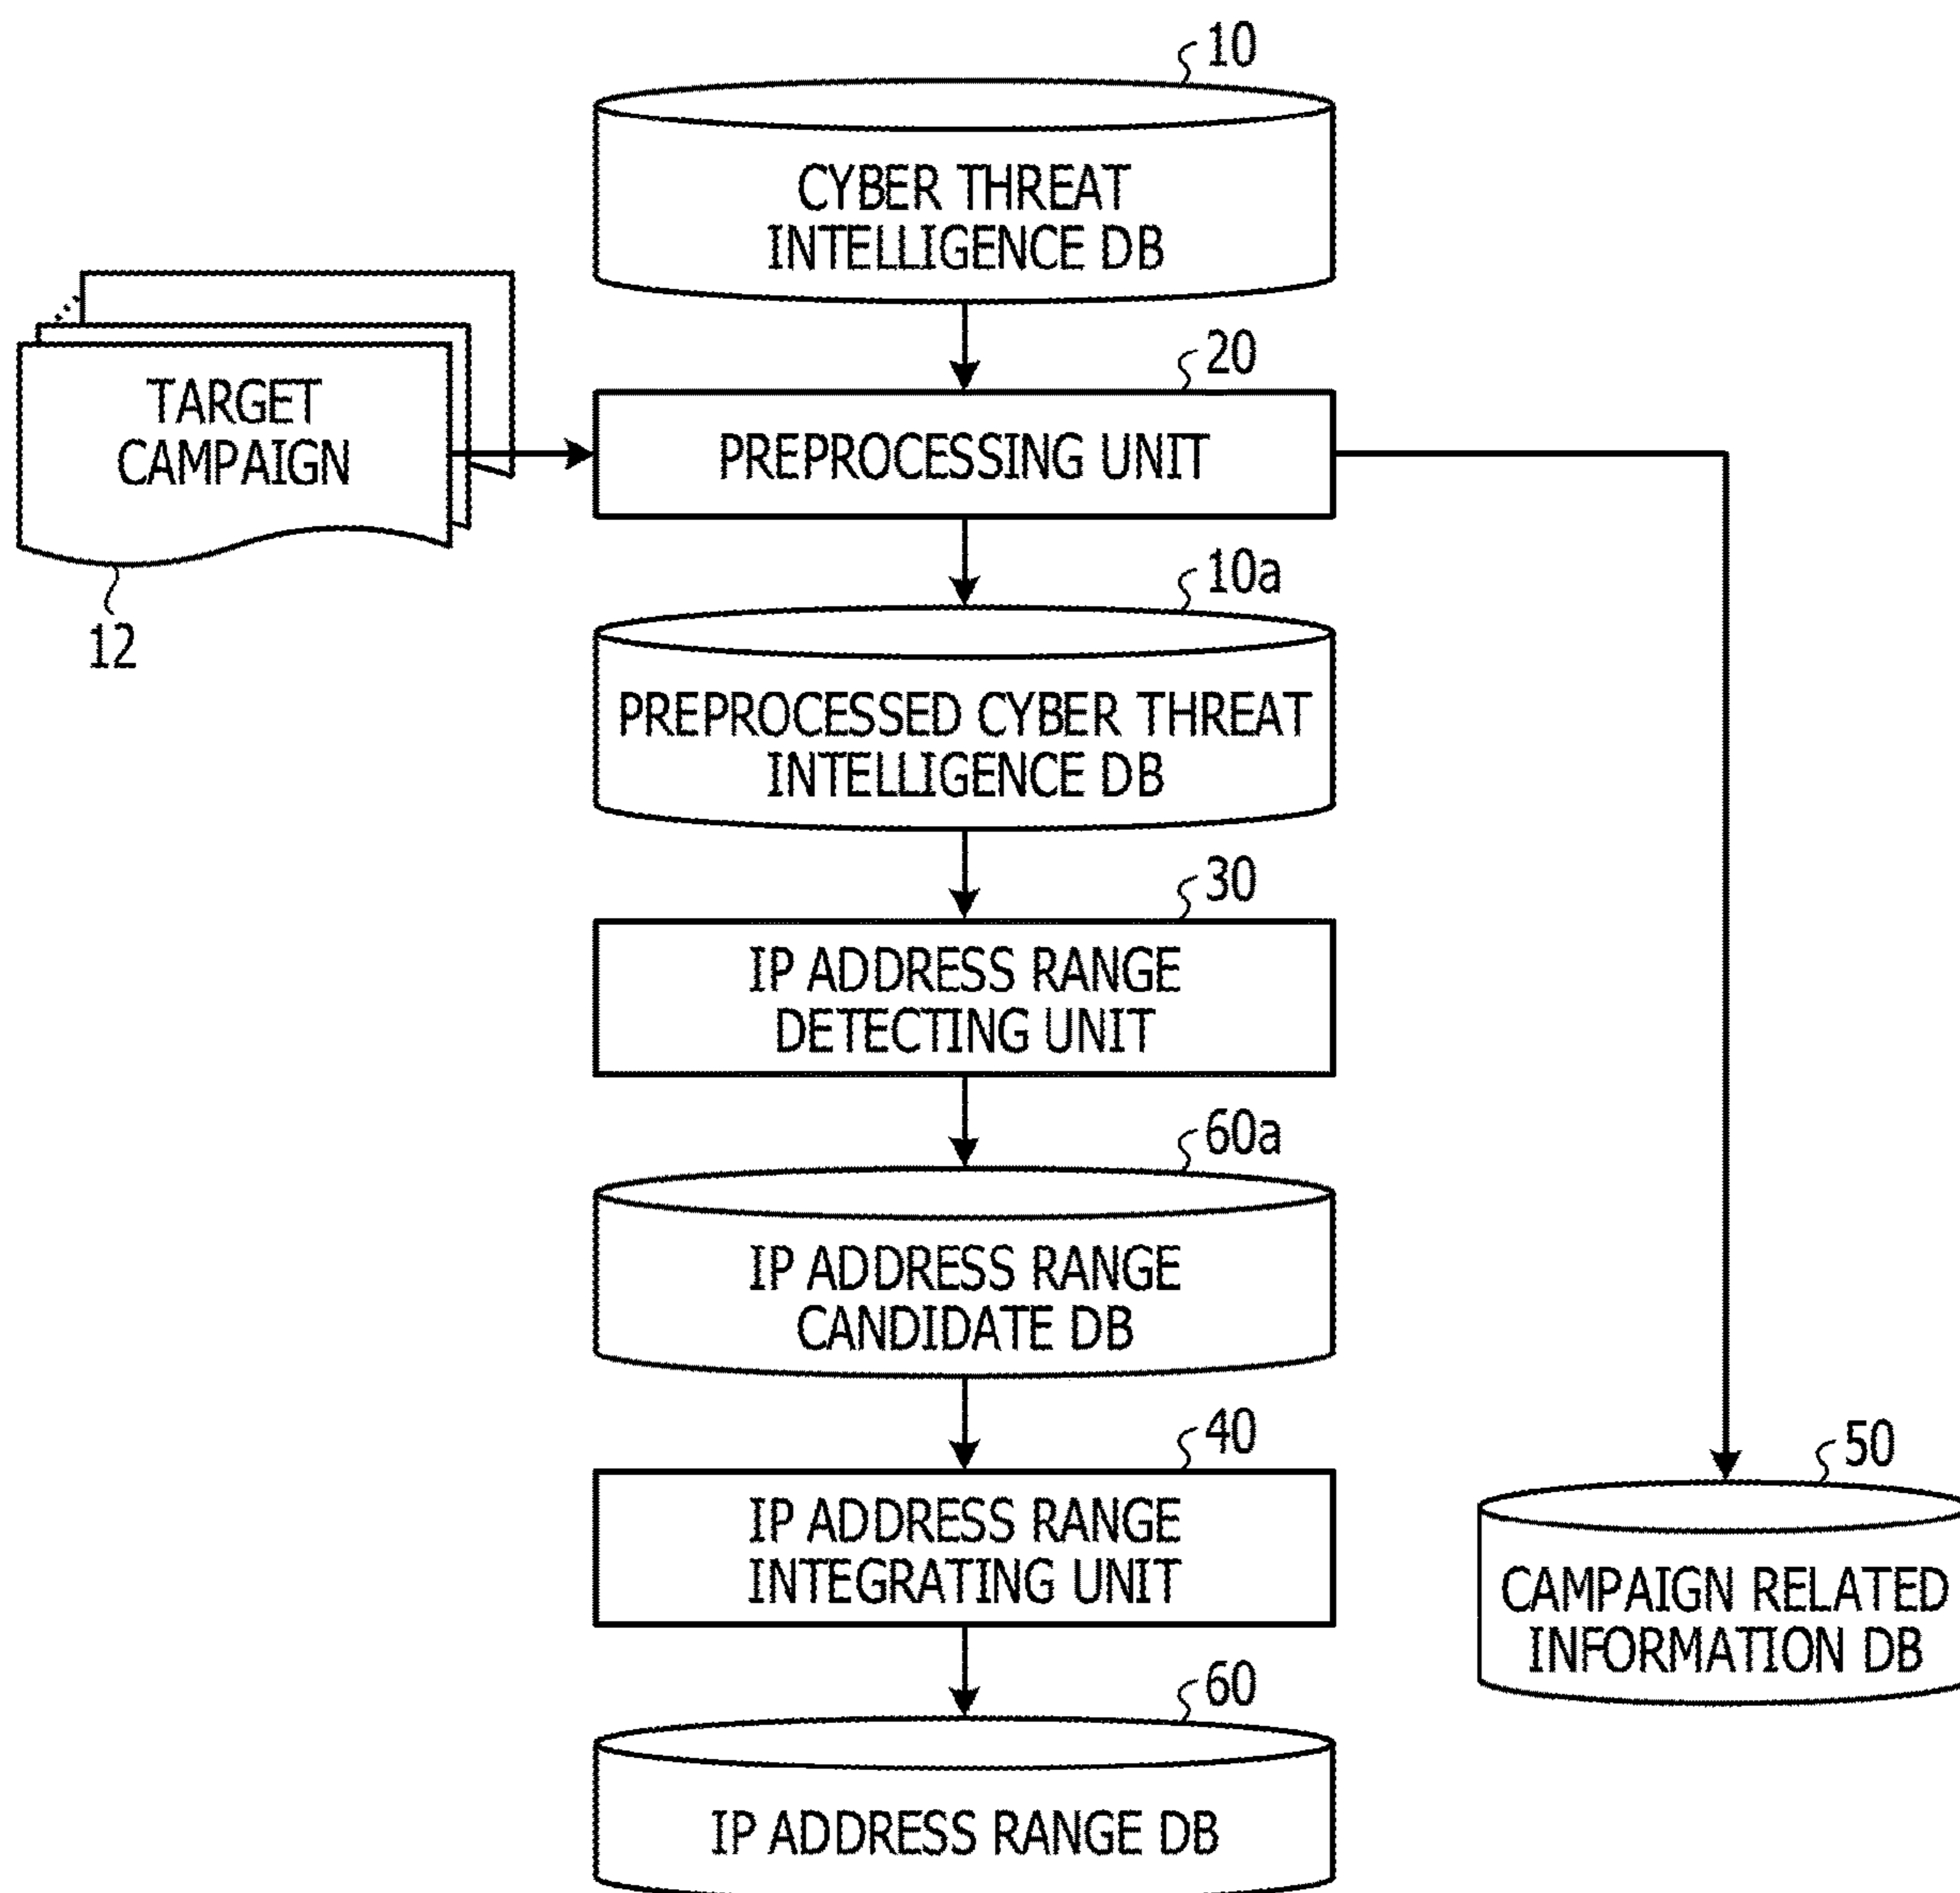 10
CYBER THREAT
INTELLIGENCE DB
TARGET
CAMPAIGN
12
20
PREPROCESSING UNIT
10a
PREPROCESSED CYBER THREAT
INTELLIGENCE DB
30
IP ADDRESS RANGE
DETECTING UNIT
60a
IP ADDRESS RANGE
CANDIDATE DB
40
IP ADDRESS RANGE
INTEGRATING UNIT
50
CAMPAIGN RELATED
INFORMATION DB
60
IP ADDRESS RANGE DB